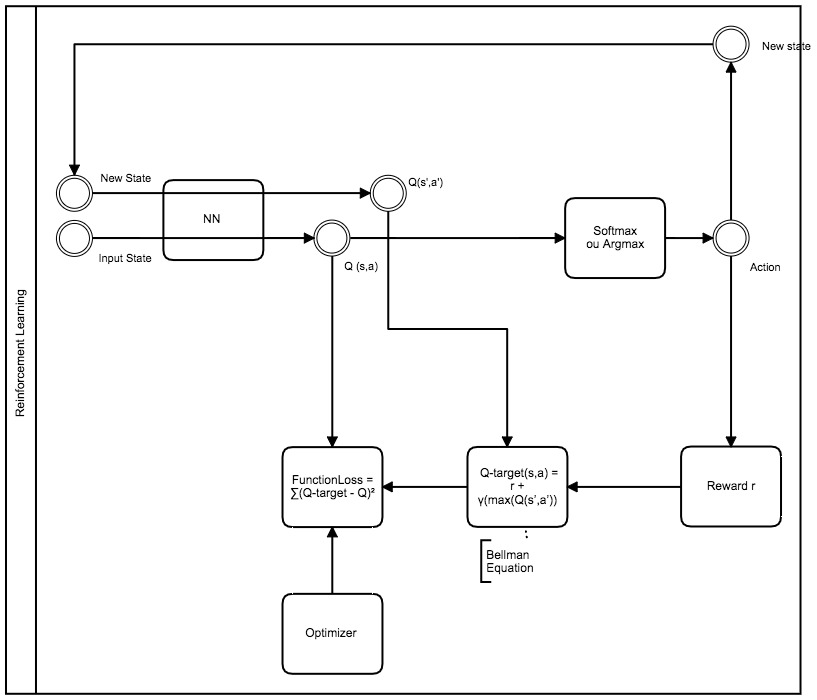 Reinforcement Learning
New state
New State
Q(s',a')
NN
Input State
Q (s,a)
Softmax
ou Argmax
Action
FunctionLoss =
∑(Q-target - Q)²
Q-target(s,a) =
r +
γ(max(Q(s',a'))
Reward r
Bellman
Equation
Optimizer